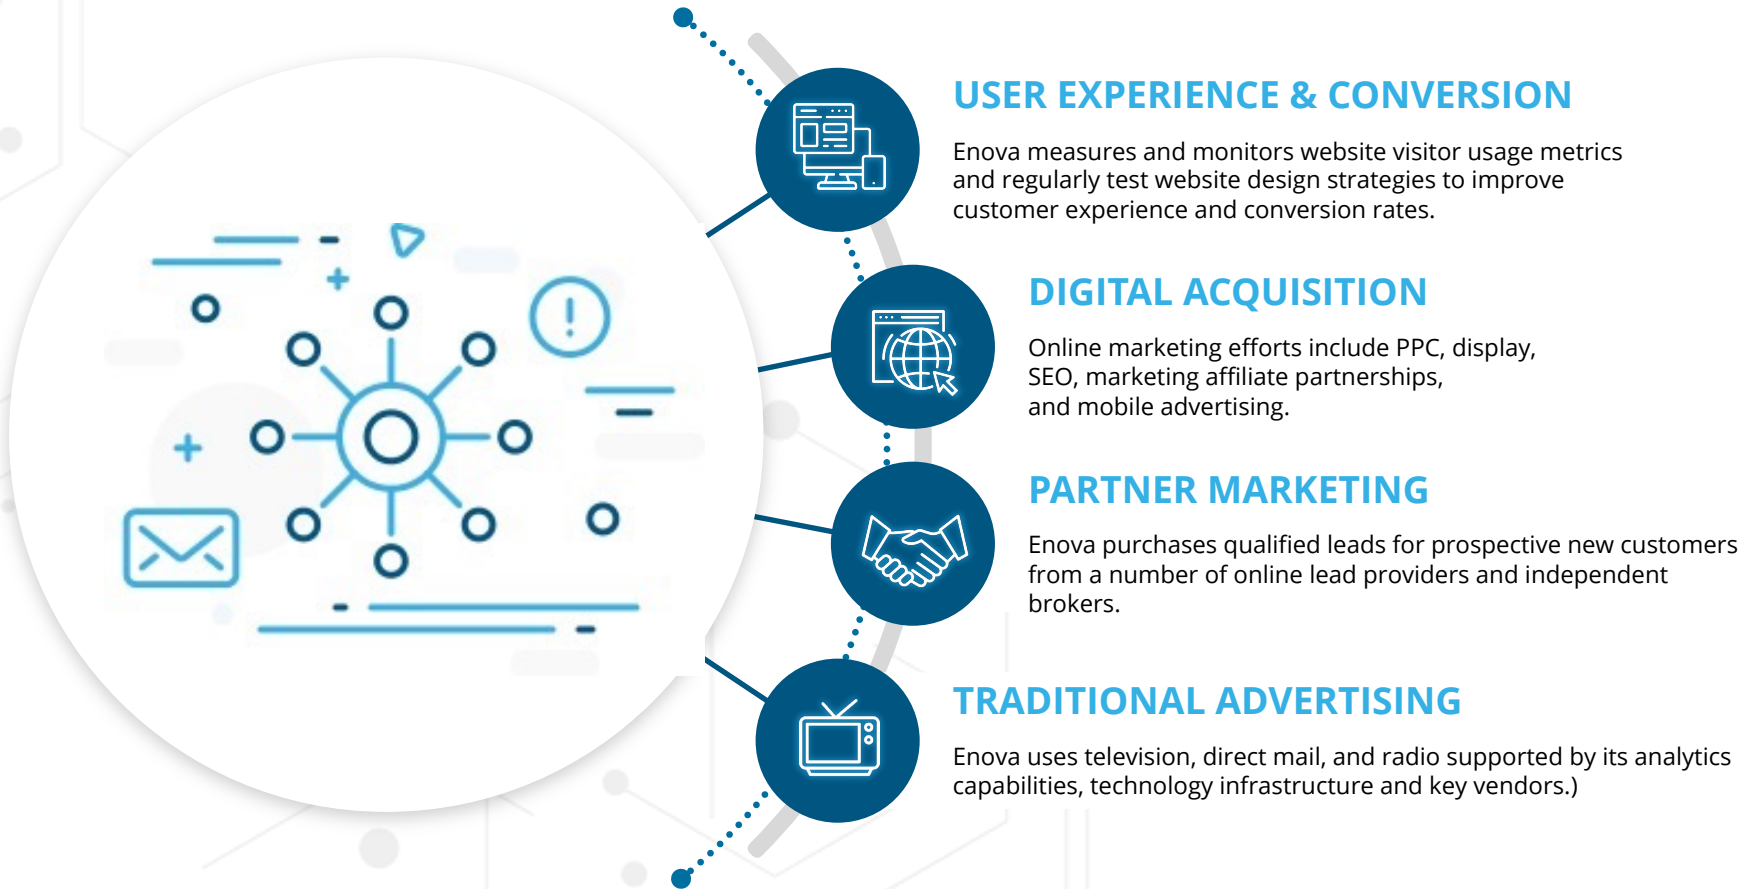 USER EXPERIENCE & CONVERSION
Enova measures and monitors website visitor usage metrics
and regularly test website design strategies to improve
customer experience and conversion rates.
DIGITAL ACQUISITION
Online marketing efforts include PPC, display,
SEO, marketing affiliate partnerships,
and mobile advertising.
PARTNER MARKETING
Enova purchases qualified leads for prospective new customers
from a number of online lead providers and independent
brokers.
TRADITIONAL ADVERTISING
Enova uses television, direct mail, and radio supported by its analytics
capabilities, technology infrastructure and key vendors.)